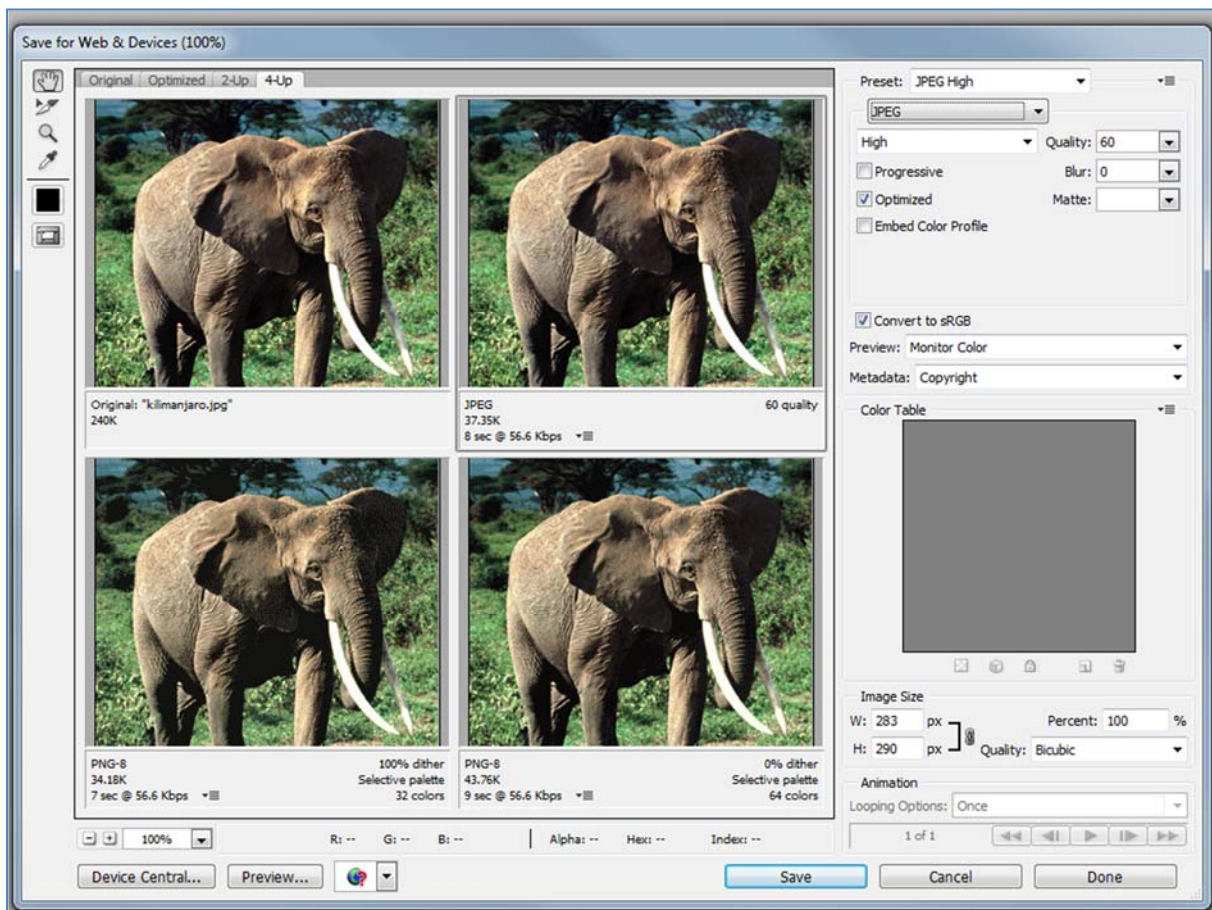 Save for Web & Devices (100%)
Original Optimized 2-Up 4-Up
Original: "kilimanjaro.jpg"
240K
JPEG 60 quality
37.35K
8 sec @ 56.6 Kbps
PNG-8 100% dither
34.18K Selective palette
7 sec @ 56.6 Kbps 32 colors
PNG-8 0% dither
43.76K Selective palette
9 sec @ 56.6 Kbps 64 colors
100% R: -- G: -- B: -- Alpha: -- Hex: -- Index: --
Device Central... Preview... Save Cancel Done
Preset: JPEG High
JPEG
High Quality: 60
Progressive Blur: 0
Optimized Matte:
Embed Color Profile
Convert to sRGB
Preview: Monitor Color
Metadata: Copyright
Color Table
Image Size
W: 283 px Percent: 100 %
H: 290 px Quality: Bicubic
Animation
Looping Options: Once
1 of 1